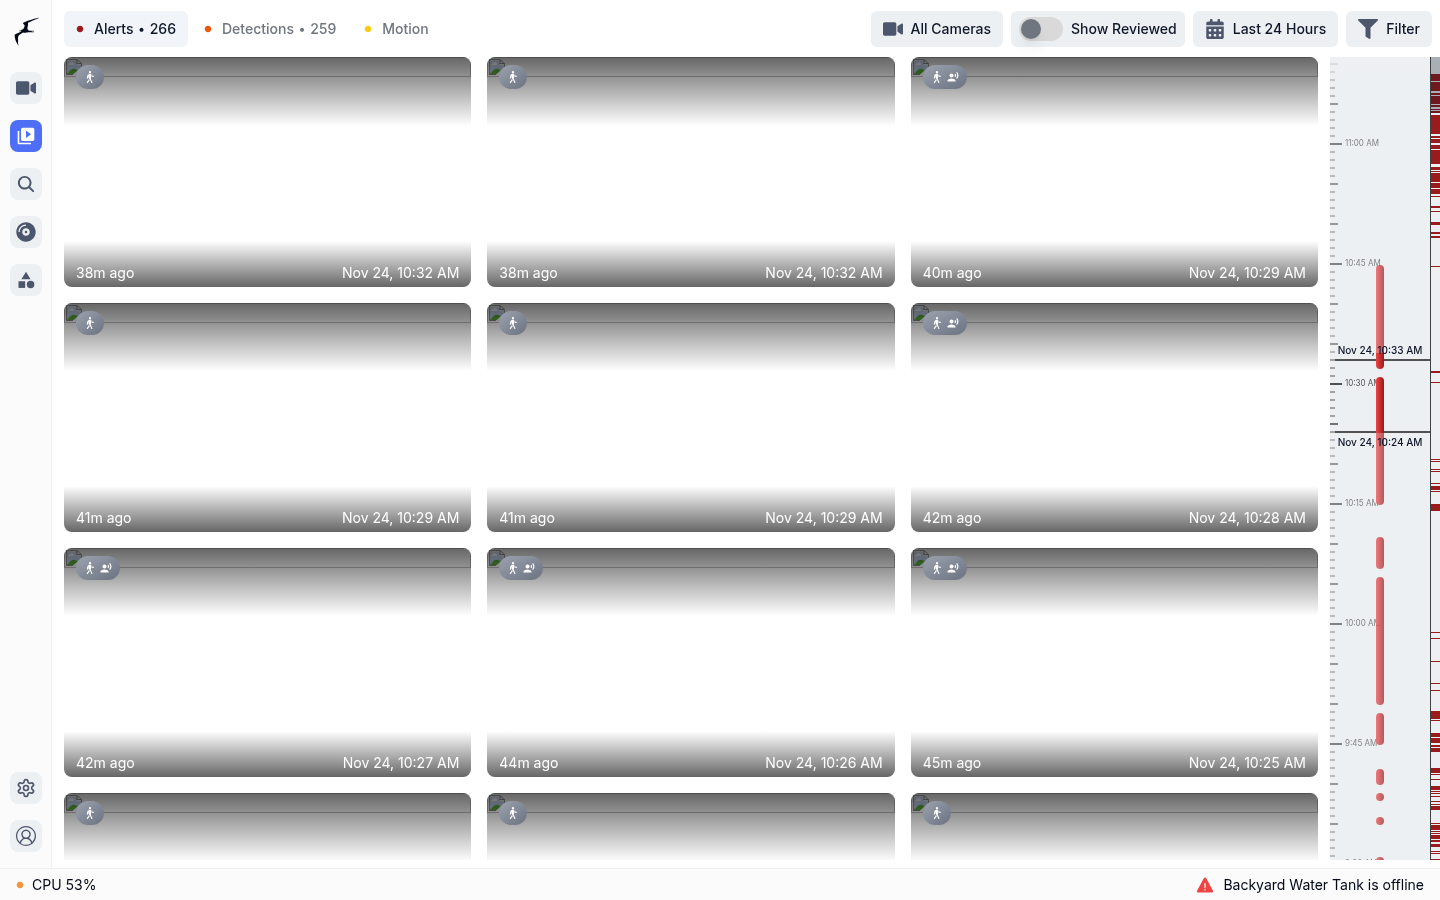 Alerts • 266
Detections • 259
Motion
All Cameras
Show Reviewed
Last 24 Hours
Filter
38m ago
Nov 24, 10:32 AM
38m ago
Nov 24, 10:32 AM
40m ago
Nov 24, 10:29 AM
41m ago
Nov 24, 10:29 AM
41m ago
Nov 24, 10:29 AM
42m ago
Nov 24, 10:28 AM
42m ago
Nov 24, 10:27 AM
44m ago
Nov 24, 10:26 AM
45m ago
Nov 24, 10:25 AM
11:00 AM
10:45 AM
Nov 24, 10:33 AM
10:30 AM
Nov 24, 10:24 AM
10:15 AM
10:00 AM
9:45 AM
CPU 53%
Backyard Water Tank is offline